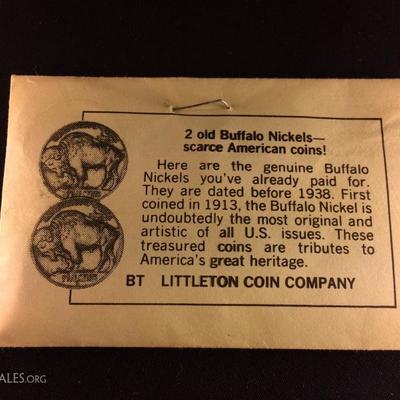 2 old Buffalo Nickels—
scarce American coins!
Here are the genuine Buffalo
Nickels you've already paid for.
They are dated before 1938. First
coined in 1913, the Buffalo Nickel is
undoubtedly the most original and
artistic of all U.S. issues. These
treasured coins are tributes to
America's great heritage.
BT LITTLETON COIN COMPANY
ALES.ORG